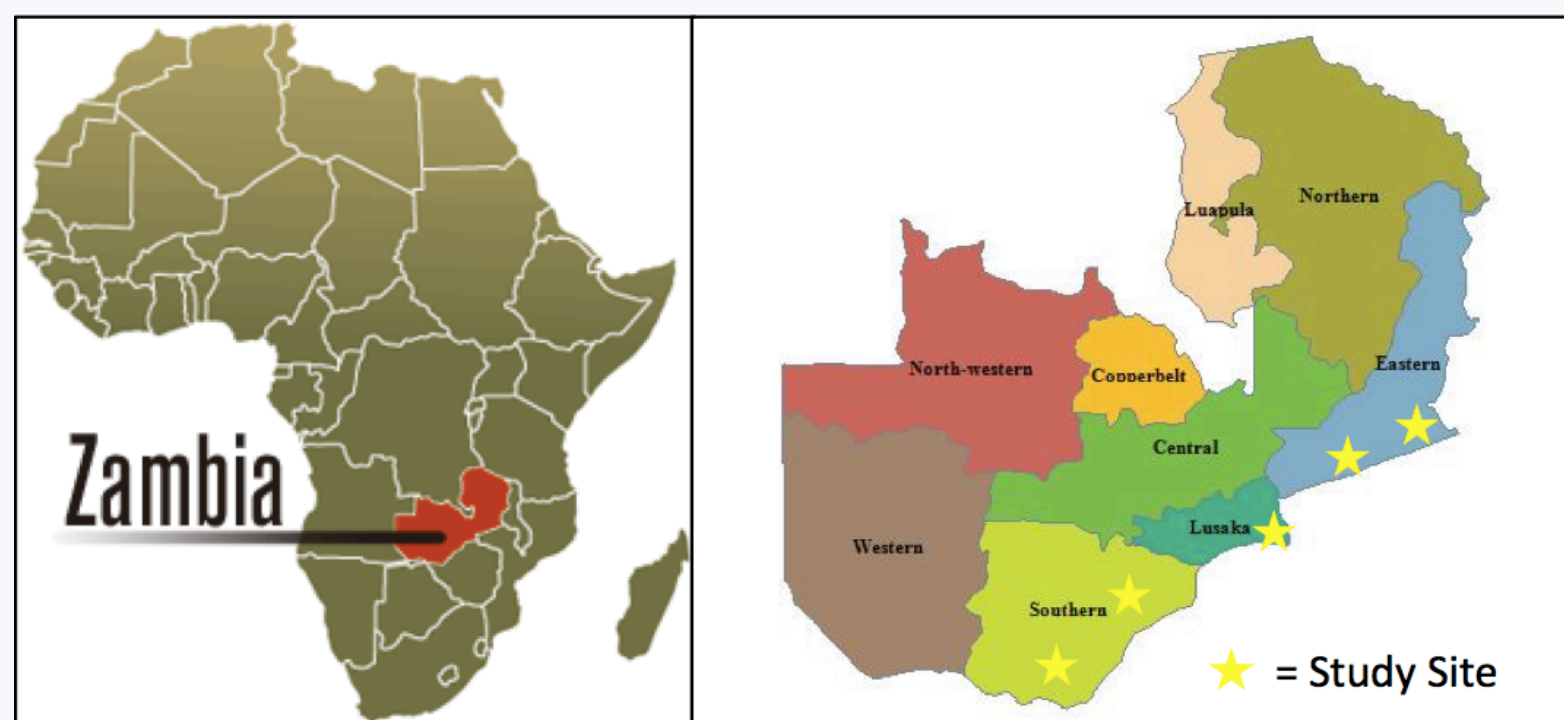 Zambia
Luapula
Northern
North-western
Copperbelt
Eastern
Central
Western
Lusaka
Southern
= Study Site